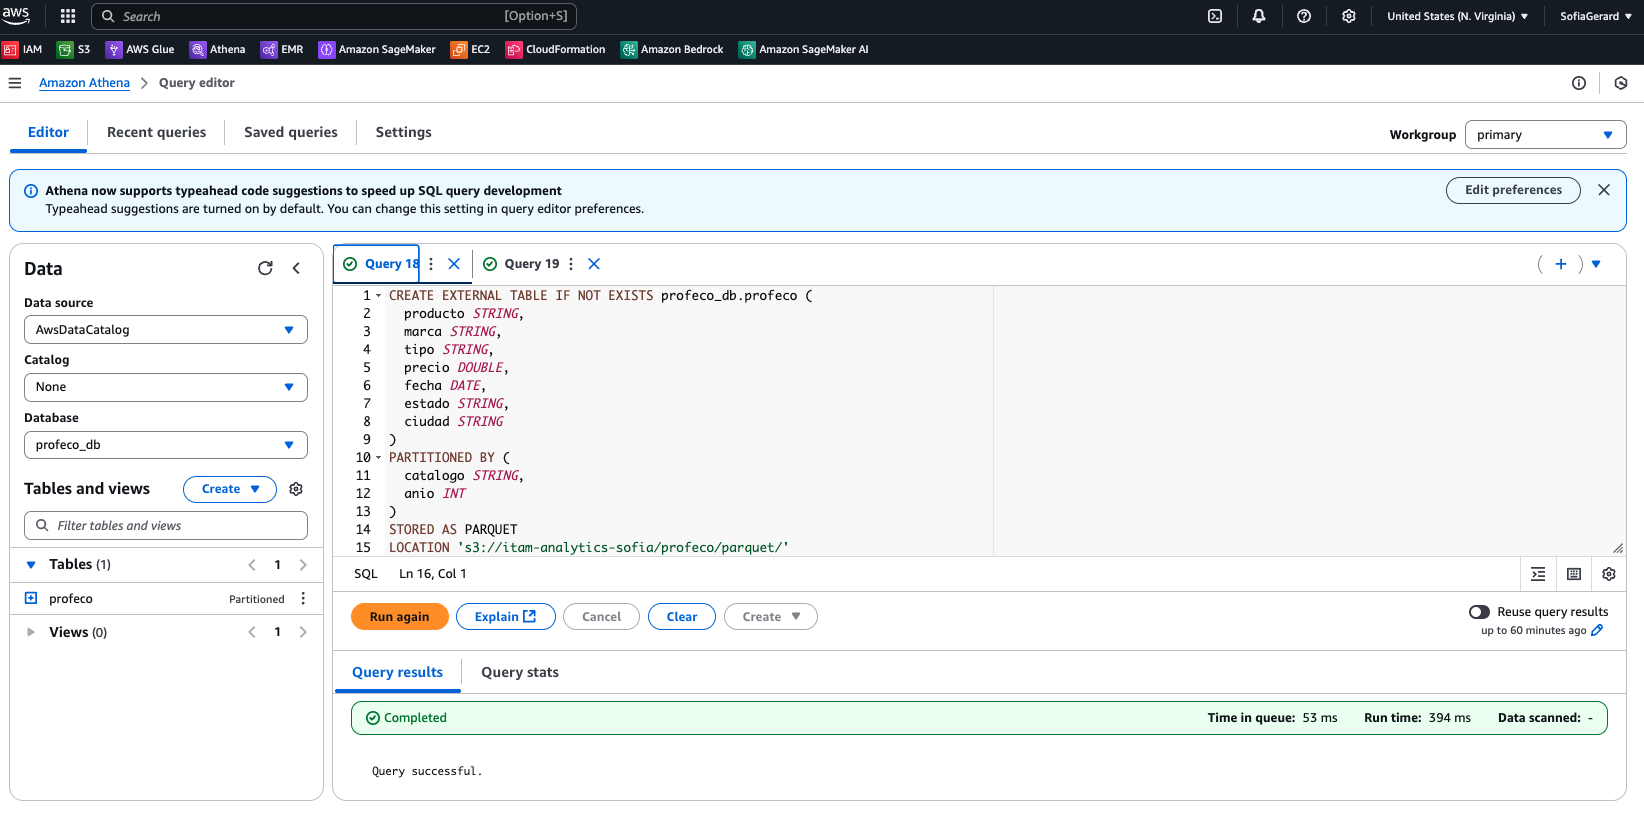 aws
Search
[Option+S]
United States (N. Virginia)
SofiaGerard
IAM
S3
AWS Glue
Athena
EMR
Amazon SageMaker
EC2
CloudFormation
Amazon Bedrock
Amazon SageMaker AI
Amazon Athena
Query editor
Editor
Recent queries
Saved queries
Settings
Workgroup
primary
Athena now supports typeahead code suggestions to speed up SQL query development
Typeahead suggestions are turned on by default. You can change this setting in query editor preferences.
Edit preferences
Data
Data source
AwsDataCatalog
Catalog
None
Database
profeco_db
Tables and views
Create
Filter tables and views
Tables (1)
1
profeco
Partitioned
Views (0)
1
Query 18
Query 19
1 CREATE EXTERNAL TABLE IF NOT EXISTS profeco_db.profeco (
2 producto STRING,
3 marca STRING,
4 tipo STRING,
5 precio DOUBLE,
6 fecha DATE,
7 estado STRING,
8 ciudad STRING
9 )
10 PARTITIONED BY (
11 catalogo STRING,
12 anio INT
13 )
14 STORED AS PARQUET
15 LOCATION 's3://itam-analytics-sofia/profeco/parquet/'
SQL
Ln 16, Col 1
Run again
Explain
Cancel
Clear
Create
Reuse query results
up to 60 minutes ago
Query results
Query stats
Completed
Time in queue: 53 ms
Run time: 394 ms
Data scanned: -
Query successful.